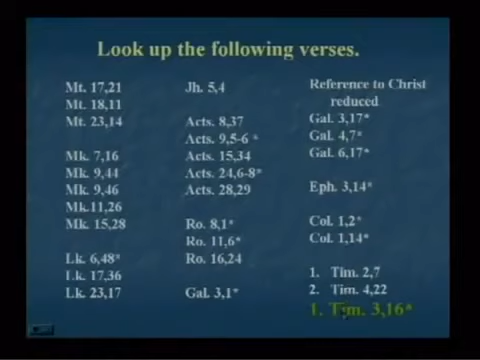 Look up the following verses.
Mt. 17,21
Mt. 18,11
Mt. 23,14
Mk. 7,16
Mk. 9,44
Mk. 9,46
Mk.11,26
Mk. 15,28
Lk. 6,48*
Lk. 17,36
Lk. 23,17
Jh. 5,4
Acts. 8,37
Acts. 9,5-6 *
Acts. 15,34
Acts. 24,6-8*
Acts. 28,29
Ro. 8,1*
Ro. 11,6*
Ro. 16,24
Gal. 3,1*
Reference to Christ
reduced
Gal. 3,17*
Gal. 4,7*
Gal. 6,17*
Eph. 3,14*
Col. 1,2*
Col. 1,14*
1. Tim. 2,7
2. Tim. 4,22
1. Tim. 3,16*